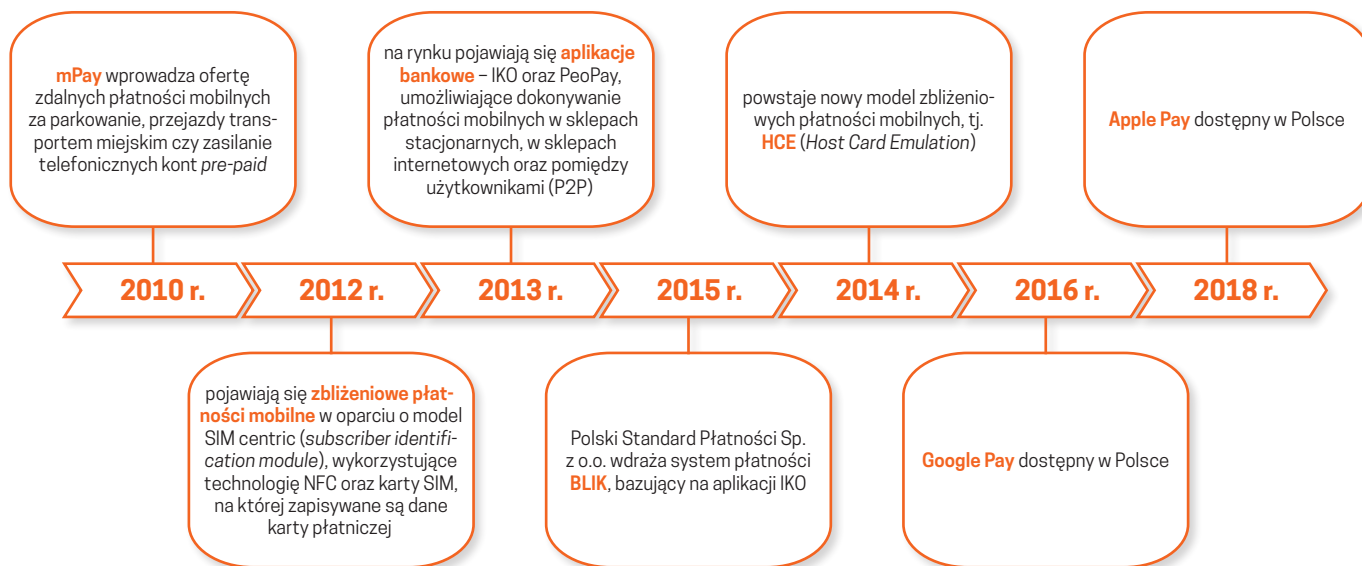 mPay wprowadza ofertę
zdalnych płatności mobilnych
za parkowanie, przejazdy trans-
portem miejskim czy zasilanie
telefonicznych kont pre-paid
na rynku pojawiają się aplikacje
bankowe – IKO oraz PeoPay,
umożliwiające dokonywanie
płatności mobilnych w sklepach
stacjonarnych, w sklepach
internetowych oraz pomiędzy
użytkownikami (P2P)
powstaje nowy model zbliżenio-
wych płatności mobilnych, tj.
HCE (Host Card Emulation)
Apple Pay dostępny w Polsce
2010 r.
2012 r.
2013 r.
2015 r.
2014 r.
2016 r.
2018 r.
pojawiają się zbliżeniowe płat-
ności mobilne w oparciu o model
SIM centric (subscriber identifi-
cation module), wykorzystujące
technologię NFC oraz karty SIM,
na której zapisywane są dane
karty płatniczej
Polski Standard Płatności Sp.
z o.o. wdraża system płatności
BLIK, bazujący na aplikacji IKO
Google Pay dostępny w Polsce